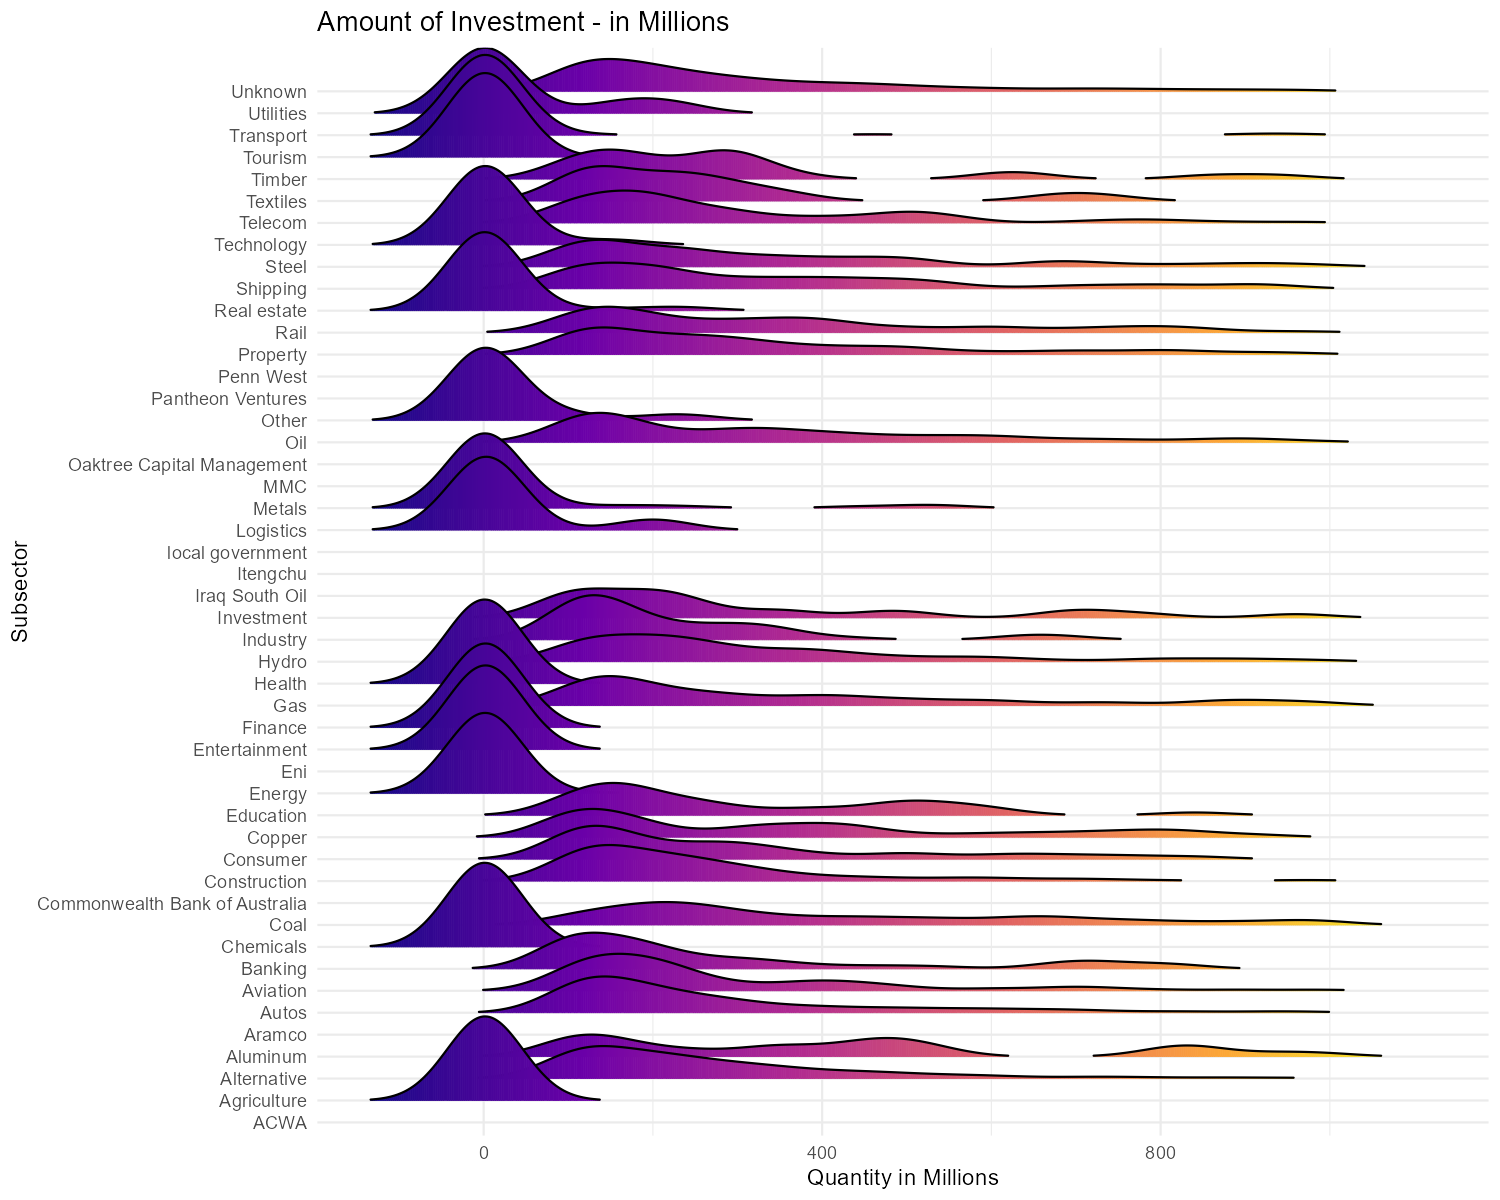 Amount of Investment - in Millions
Subsector
Unknown
Utilities
Transport
Tourism
Timber
Textiles
Telecom
Technology
Steel
Shipping
Real estate
Rail
Property
Penn West
Pantheon Ventures
Other
Oil
Oaktree Capital Management
MMC
Metals
Logistics
local government
Itengchu
Iraq South Oil
Investment
Industry
Hydro
Health
Gas
Finance
Entertainment
Eni
Energy
Education
Copper
Consumer
Construction
Commonwealth Bank of Australia
Coal
Chemicals
Banking
Aviation
Autos
Aramco
Aluminum
Alternative
Agriculture
ACWA
0 400 800
Quantity in Millions